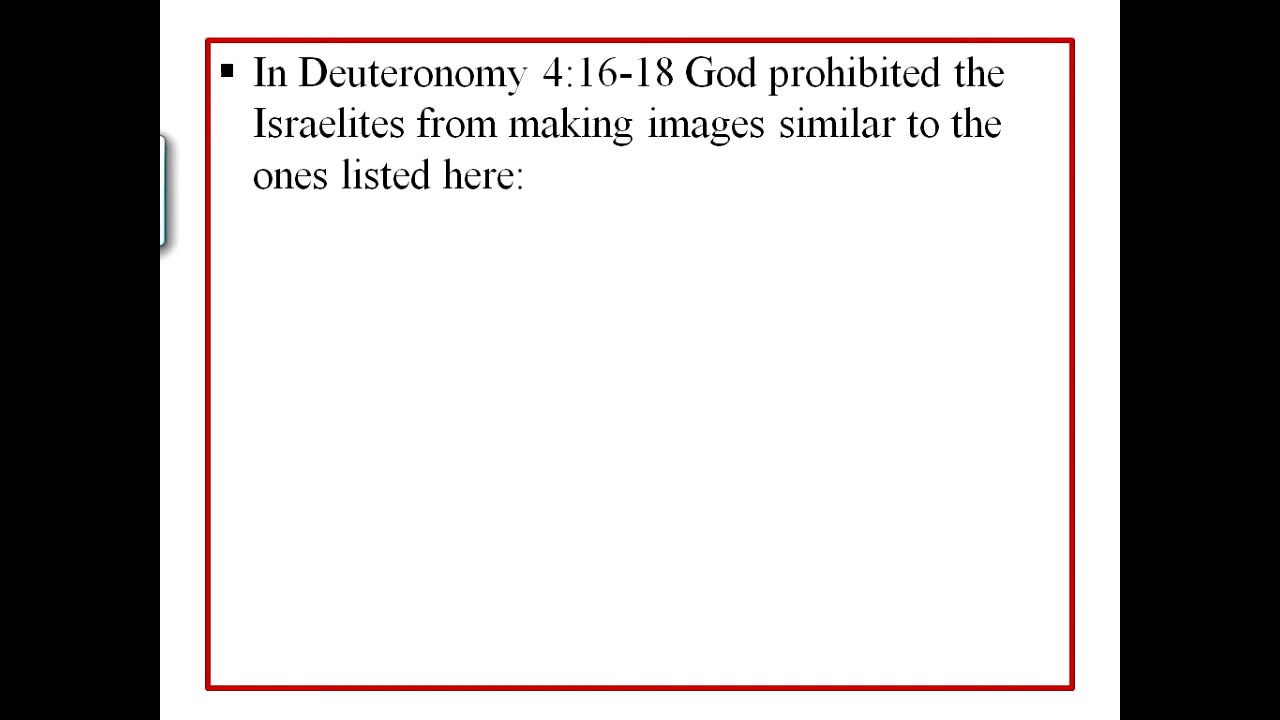 ▪ In Deuteronomy 4:16-18 God prohibited the
Israelites from making images similar to the
ones listed here: